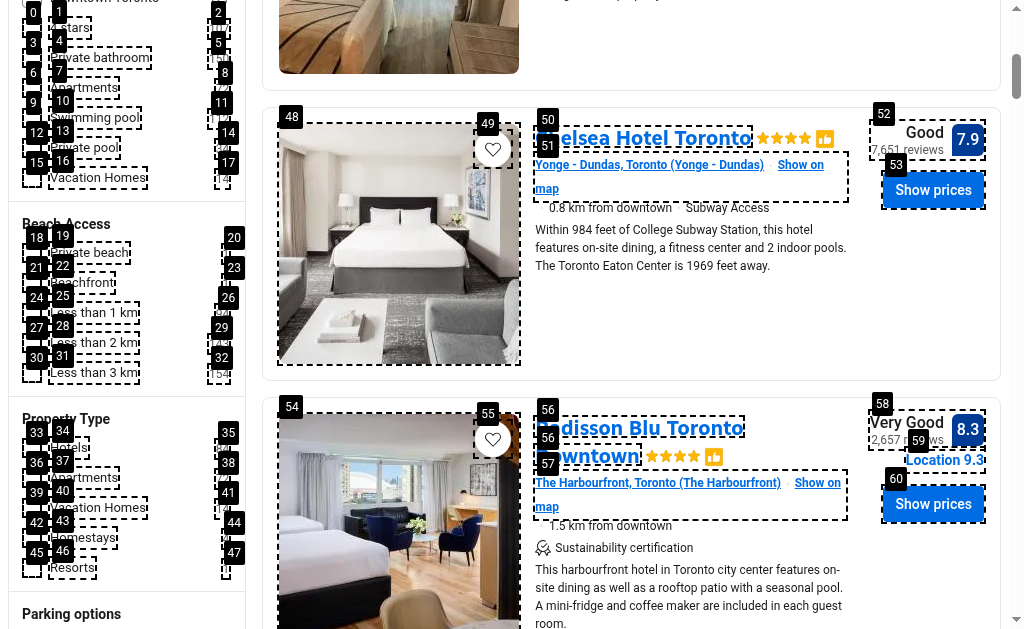 4 stars
Private bathroom
Apartments
Swimming pool
Private pool
Vacation Homes
Beach Access
Private beach
Beachfront
Less than 1 km
Less than 2 km
Less than 3 km
154
Property Type
Hotels
Apartments
Vacation Homes
Homestays
Resorts
Parking options
0
1
2
3
4
5
6
7
8
9
10
11
12
13
14
15
16
17
18
19
20
21
22
23
24
25
26
27
28
29
30
31
32
33
34
35
36
37
38
39
40
41
42
43
44
45
46
47
48
49
50
51
52
53
Chelsea Hotel Toronto
Yonge - Dundas, Toronto (Yonge - Dundas) · Show on
map
0.8 km from downtown · Subway Access
Within 984 feet of College Subway Station, this hotel
features on-site dining, a fitness center and 2 indoor pools.
The Toronto Eaton Center is 1969 feet away.
Good
7,651 reviews
7.9
Show prices
54
55
56
56
57
58
59
60
Radisson Blu Toronto
Downtown
The Harbourfront, Toronto (The Harbourfront) · Show on
map
1.5 km from downtown
Sustainability certification
This harbourfront hotel in Toronto city center features on-
site dining as well as a rooftop patio with a seasonal pool.
A mini-fridge and coffee maker are included in each guest
room.
Very Good
2,657 reviews
8.3
Location 9.3
Show prices